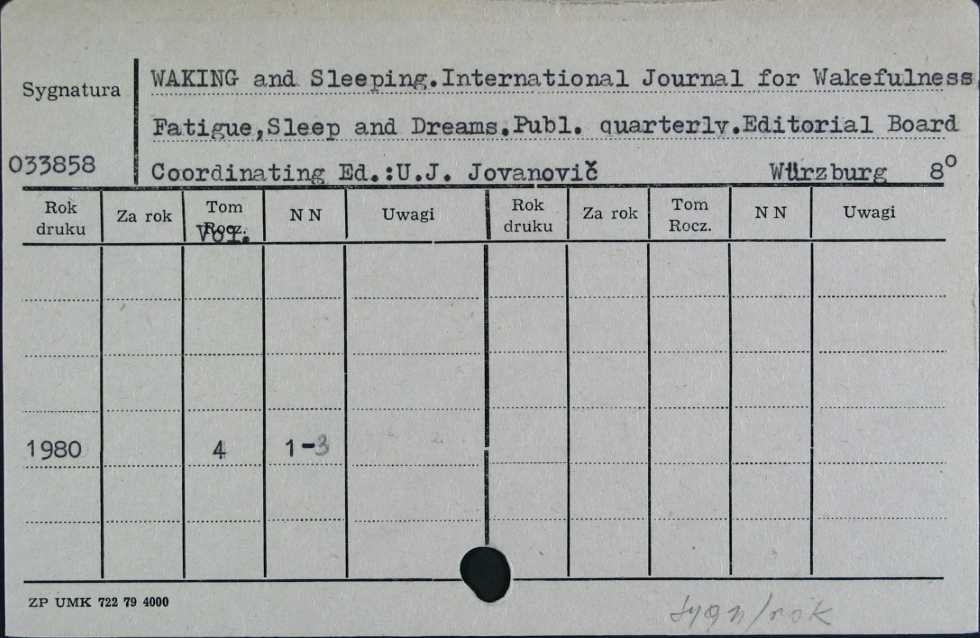 WAKING and Sleeping.International Journal for Wakefulness
Sygnatura
Fatigue,Sleep and Dreams.Publ. quarterly.Editorial Board
033858
Coordinating Ed.:U.J. Jovanovič Würzburg 8°
Rok druku Za rok Tom Rocz. Vol. N N Uwagi Rok druku Za rok Tom Rocz. N N Uwagi
1980 4 1-3
ZP UMK 722 79 4000
sygn/rok